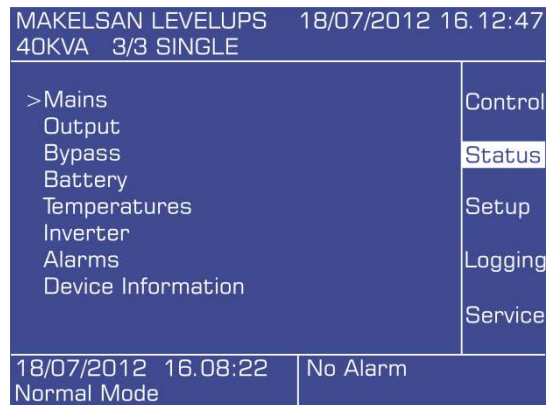 MAKELSAN LEVELUPS 18/07/2012 16.12:47
40KVA 3/3 SINGLE
>Mains
Output
Bypass
Battery
Temperatures
Inverter
Alarms
Device Information
Control
Status
Setup
Logging
Service
18/07/2012 16.08:22 No Alarm
Normal Mode